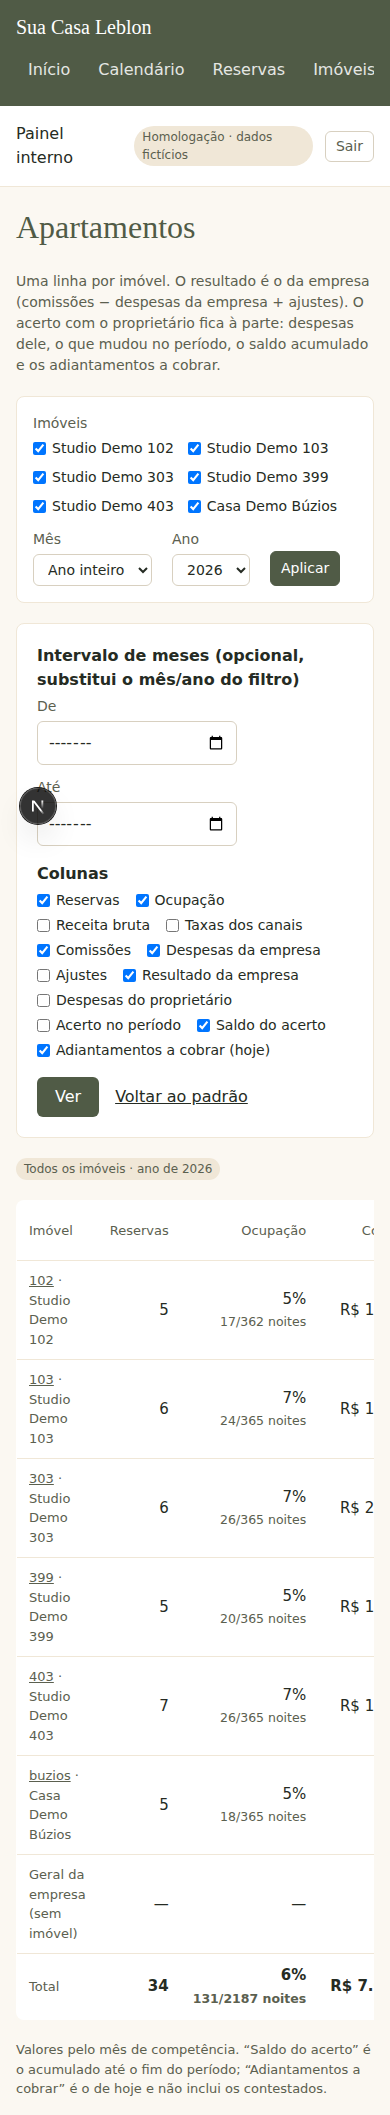 Sua Casa Leblon
Início Calendário Reservas Imóveis
Painel interno
Homologação · dados fictícios
Sair
Apartamentos
Uma linha por imóvel. O resultado é o da empresa
(comissões − despesas da empresa + ajustes). O
acerto com o proprietário fica à parte: despesas
dele, o que mudou no período, o saldo acumulado
e os adiantamentos a cobrar.
Imóveis
Studio Demo 102 Studio Demo 103
Studio Demo 303 Studio Demo 399
Studio Demo 403 Casa Demo Búzios
Mês Ano
Ano inteiro 2026 Aplicar
Intervalo de meses (opcional,
substitui o mês/ano do filtro)
De
-------
Até
-------
N
Colunas
Reservas Ocupação
Receita bruta Taxas dos canais
Comissões Despesas da empresa
Ajustes Resultado da empresa
Despesas do proprietário
Acerto no período Saldo do acerto
Adiantamentos a cobrar (hoje)
Ver Voltar ao padrão
Todos os imóveis · ano de 2026
Imóvel Reservas Ocupação Co
102 · Studio Demo 102 5 5% 17/362 noites R$ 1
103 · Studio Demo 103 6 7% 24/365 noites R$ 1
303 · Studio Demo 303 6 7% 26/365 noites R$ 2
399 · Studio Demo 399 5 5% 20/365 noites R$ 1
403 · Studio Demo 403 7 7% 26/365 noites R$ 1
buzios · Casa Demo Búzios 5 5% 18/365 noites
Geral da empresa (sem imóvel) — —
Total 34 6% 131/2187 noites R$ 7.
Valores pelo mês de competência. “Saldo do acerto” é
o acumulado até o fim do período; “Adiantamentos a
cobrar” é o de hoje e não inclui os contestados.